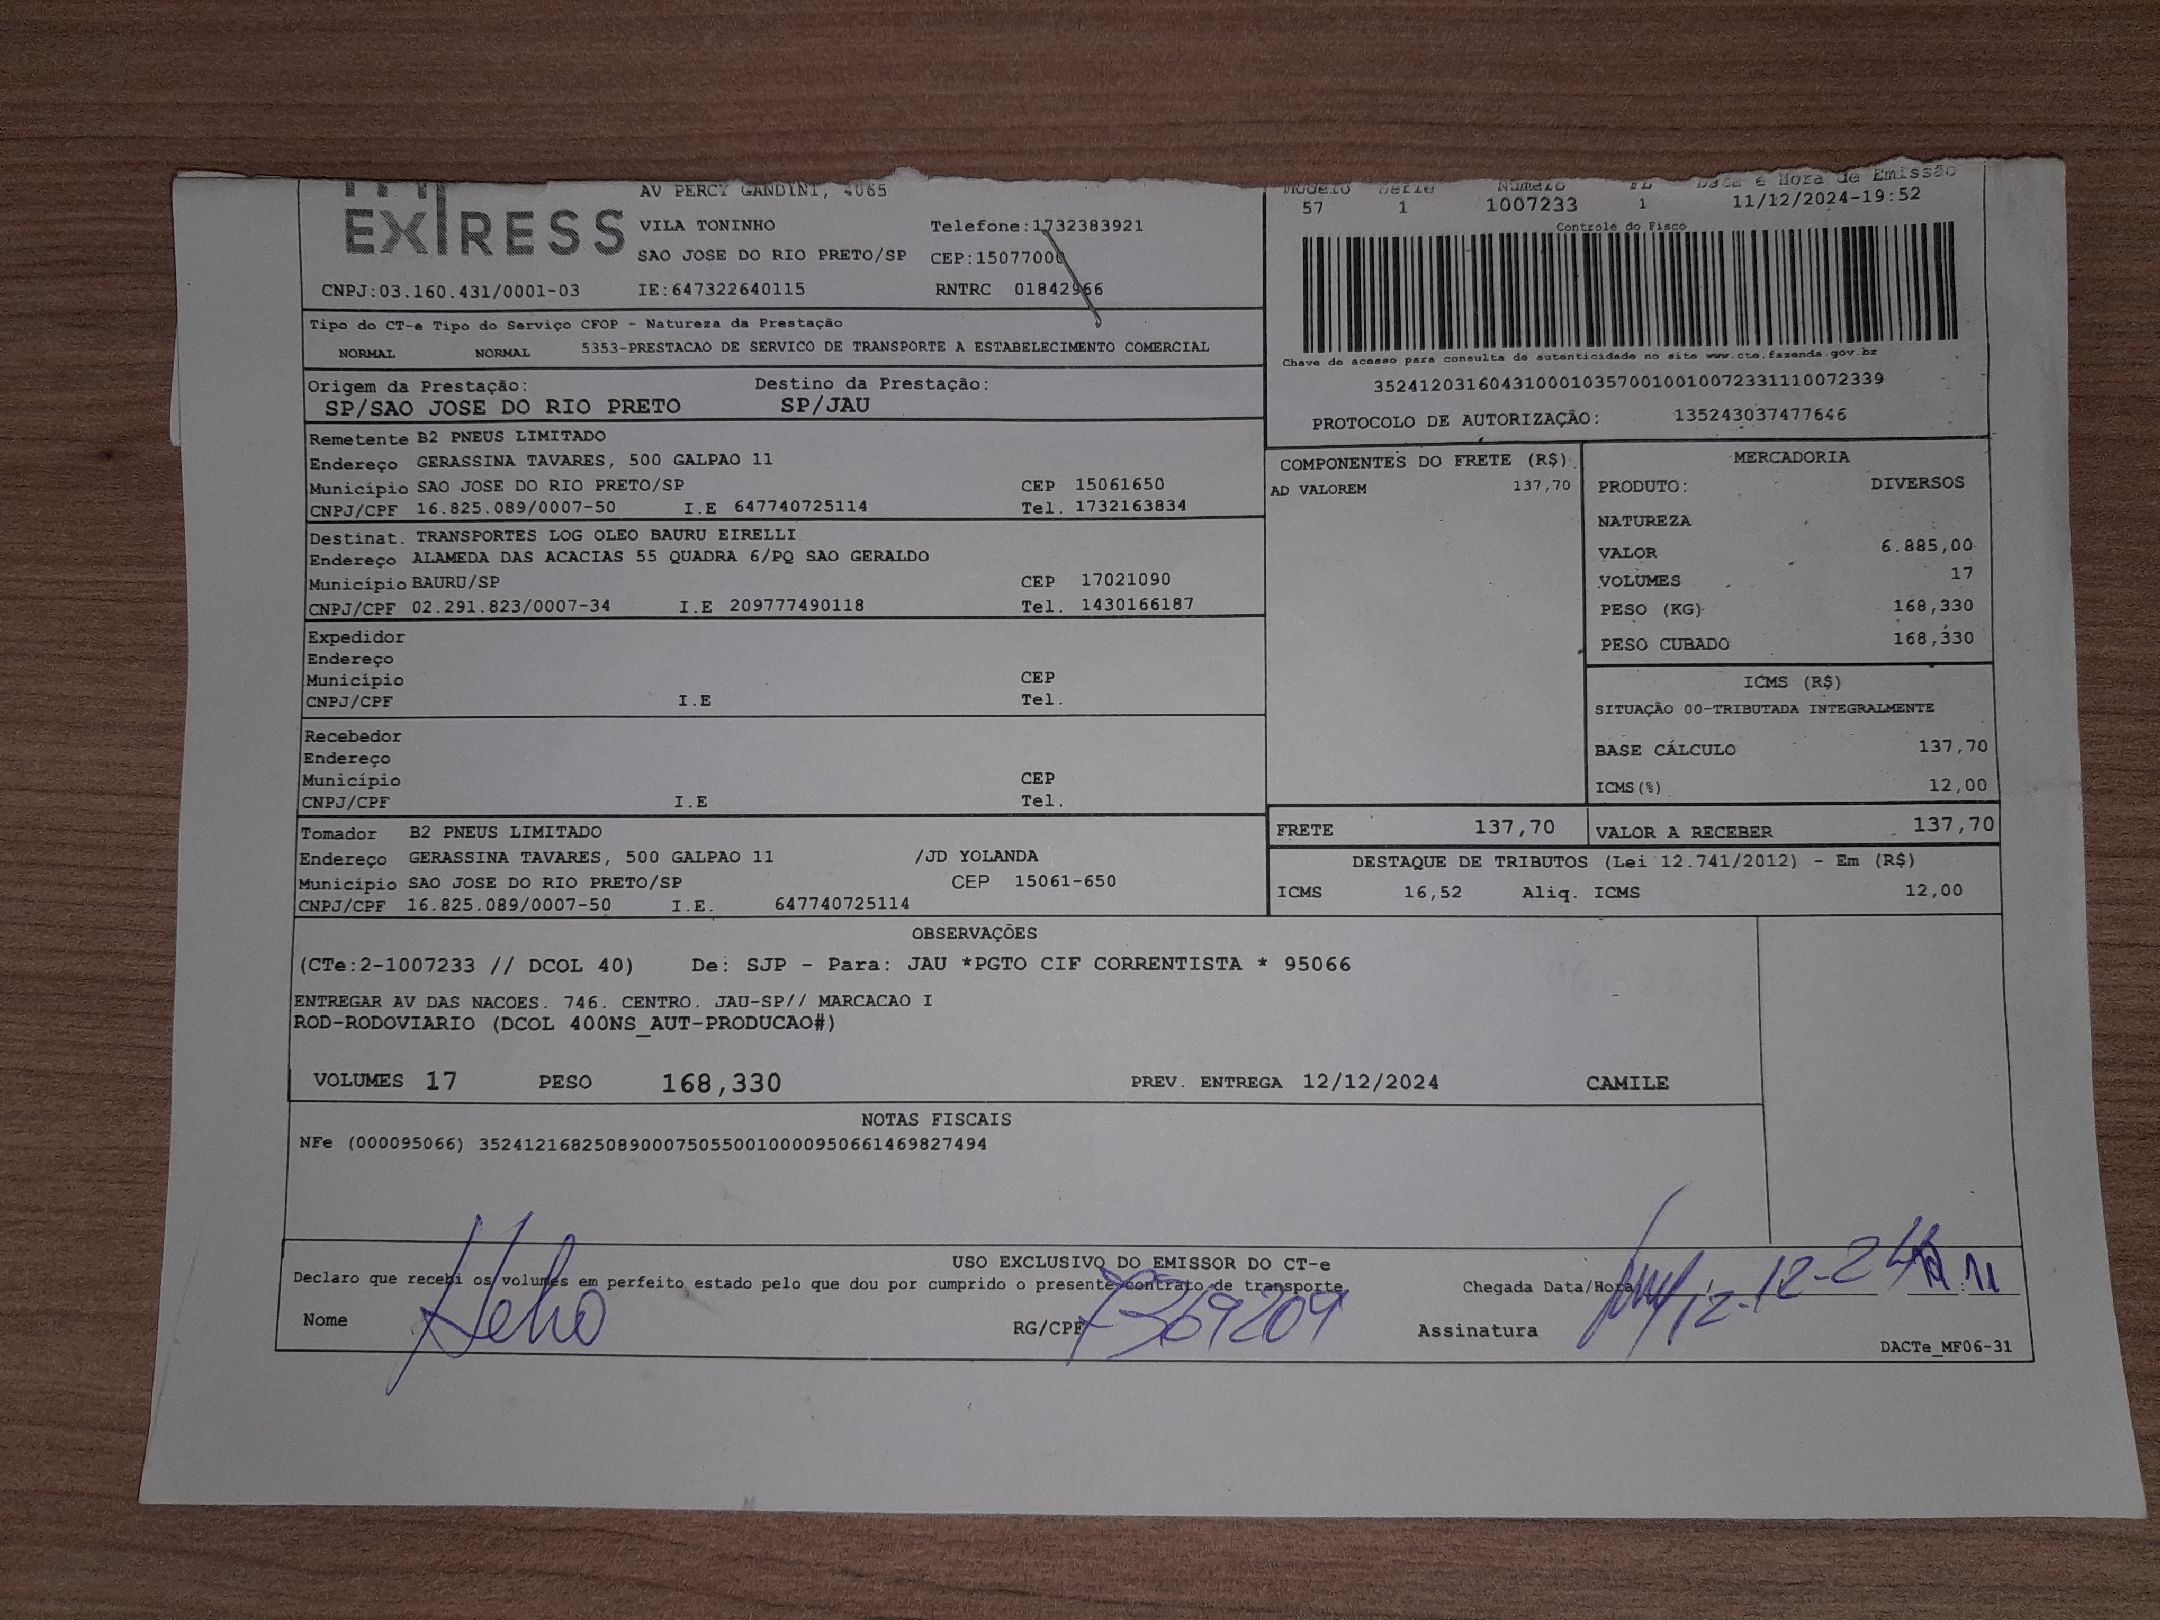 EXPRESS
AV PERCY GANDINI, 4065
VILA TONINHO Telefone:1732383921
SAO JOSE DO RIO PRETO/SP CEP:15077000
CNPJ:03.160.431/0001-03 IE:647322640115 RNTRC 01842966
Modelo Serie Numero FL Data e Hora de Emissão
57 1 1007233 1 11/12/2024-19:52
Controle do Fisco
Chave de acesso para consulta de autenticidade no site www.cte.fazenda.gov.br
35241203160431000103570010010072331110072339
PROTOCOLO DE AUTORIZAÇÃO: 135243037477646
Tipo do CT-e Tipo do Serviço CFOP - Natureza da Prestação
NORMAL NORMAL 5353-PRESTACAO DE SERVICO DE TRANSPORTE A ESTABELECIMENTO COMERCIAL
Origem da Prestação: Destino da Prestação:
SP/SAO JOSE DO RIO PRETO SP/JAU
Remetente B2 PNEUS LIMITADO
Endereço GERASSINA TAVARES, 500 GALPAO 11
Município SAO JOSE DO RIO PRETO/SP CEP 15061650
CNPJ/CPF 16.825.089/0007-50 I.E 647740725114 Tel. 1732163834
Destinat. TRANSPORTES LOG OLEO BAURU EIRELLI
Endereço ALAMEDA DAS ACACIAS 55 QUADRA 6/PQ SAO GERALDO
Município BAURU/SP CEP 17021090
CNPJ/CPF 02.291.823/0007-34 I.E 209777490118 Tel. 1430166187
Expedidor
Endereço
Município CEP
CNPJ/CPF I.E Tel.
Recebedor
Endereço
Município CEP
CNPJ/CPF I.E Tel.
Tomador B2 PNEUS LIMITADO
Endereço GERASSINA TAVARES, 500 GALPAO 11 /JD YOLANDA
Município SAO JOSE DO RIO PRETO/SP CEP 15061-650
CNPJ/CPF 16.825.089/0007-50 I.E. 647740725114
COMPONENTES DO FRETE (R$)
AD VALOREM 137,70
MERCADORIA
PRODUTO: DIVERSOS
NATUREZA
VALOR 6.885,00
VOLUMES 17
PESO (KG) 168,330
PESO CUBADO 168,330
ICMS (R$)
SITUAÇÃO 00-TRIBUTADA INTEGRALMENTE
BASE CÁLCULO 137,70
ICMS(%) 12,00
FRETE 137,70 VALOR A RECEBER 137,70
DESTAQUE DE TRIBUTOS (Lei 12.741/2012) - Em (R$)
ICMS 16,52 Aliq. ICMS 12,00
OBSERVAÇÕES
(CTe:2-1007233 // DCOL 40) De: SJP - Para: JAU *PGTO CIF CORRENTISTA * 95066
ENTREGAR AV DAS NACOES. 746. CENTRO. JAU-SP// MARCACAO I
ROD-RODOVIARIO (DCOL 400NS_AUT-PRODUCAO#)
VOLUMES 17 PESO 168,330 PREV. ENTREGA 12/12/2024 CAMILE
NOTAS FISCAIS
NFe (000095066) 35241216825089000750550010000950661469827494
USO EXCLUSIVO DO EMISSOR DO CT-e
Declaro que recebi os volumes em perfeito estado pelo que dou por cumprido o presente contrato de transporte
Chegada Data/Hora 12-12-24 11:11
Nome RG/CPF 7369209 Assinatura
DACTe_MF06-31